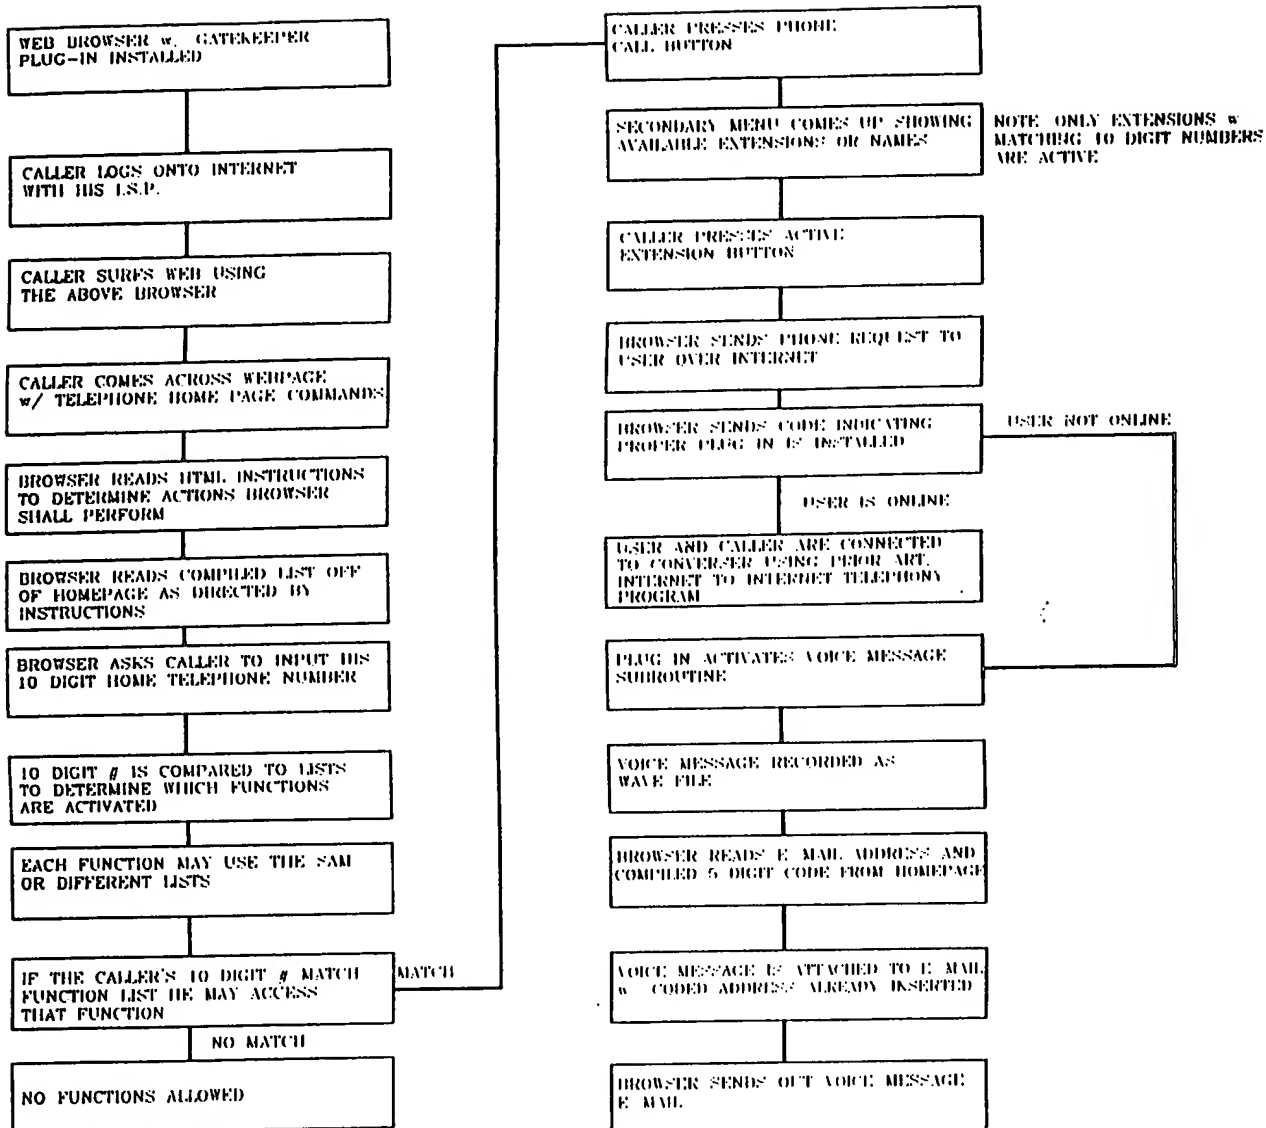 WEB BROWSER w. GATEKEEPER
PLUG-IN INSTALLED
CALLER LOGS ONTO INTERNET
WITH HIS I.S.P.
CALLER SURFS WEB USING
THE ABOVE BROWSER
CALLER COMES ACROSS WEBPAGE
w/ TELEPHONE HOME PAGE COMMANDS
BROWSER READS HTML INSTRUCTIONS
TO DETERMINE ACTIONS BROWSER
SHALL PERFORM
BROWSER READS COMPILED LIST OFF
OF HOMEPAGE AS DIRECTED BY
INSTRUCTIONS
BROWSER ASKS CALLER TO INPUT HIS
10 DIGIT HOME TELEPHONE NUMBER
10 DIGIT # IS COMPARED TO LISTS
TO DETERMINE WHICH FUNCTIONS
ARE ACTIVATED
EACH FUNCTION MAY USE THE SAM
OR DIFFERENT LISTS
IF THE CALLER'S 10 DIGIT # MATCH
FUNCTION LIST HE MAY ACCESS
THAT FUNCTION
MATCH
NO MATCH
NO FUNCTIONS ALLOWED
CALLER PRESSES PHONE
CALL BUTTON
SECONDARY MENU COMES UP SHOWING
AVAILABLE EXTENSIONS OR NAMES
NOTE ONLY EXTENSIONS w
MATCHING 10 DIGIT NUMBERS
ARE ACTIVE
CALLER PRESSES ACTIVE
EXTENSION BUTTON
BROWSER SENDS PHONE REQUEST TO
USER OVER INTERNET
BROWSER SENDS CODE INDICATING
PROPER PLUG IN IS INSTALLED
USER NOT ONLINE
USER IS ONLINE
USER AND CALLER ARE CONNECTED
TO CONVERSER USING PRIOR ART,
INTERNET TO INTERNET TELEPHONY
PROGRAM
PLUG IN ACTIVATES VOICE MESSAGE
SUBROUTINE
VOICE MESSAGE RECORDED AS
WAVE FILE
BROWSER READS E MAIL ADDRESS AND
COMPILED 5 DIGIT CODE FROM HOMEPAGE
VOICE MESSAGE IS ATTACHED TO E MAIL
w CODED ADDRESS ALREADY INSERTED
BROWSER SENDS OUT VOICE MESSAGE
E MAIL